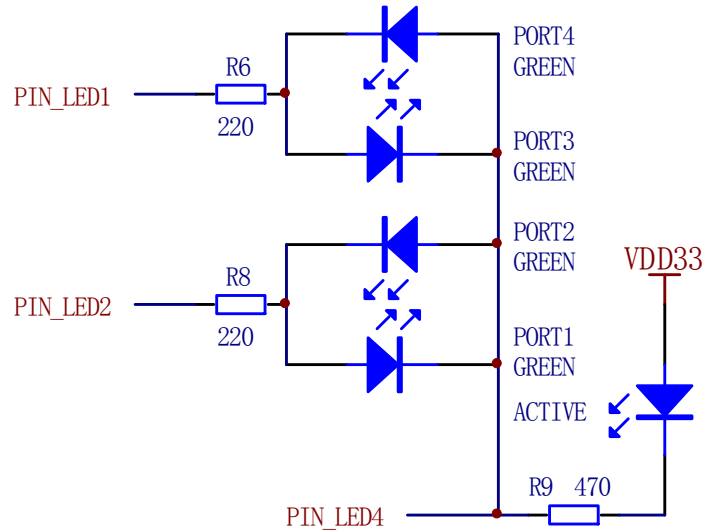 PORT4
GREEN
R6
PIN_LED1
220
PORT3
GREEN
PORT2
GREEN
VDD33
R8
PIN_LED2
220
PORT1
GREEN
ACTIVE
R9 470
PIN_LED4